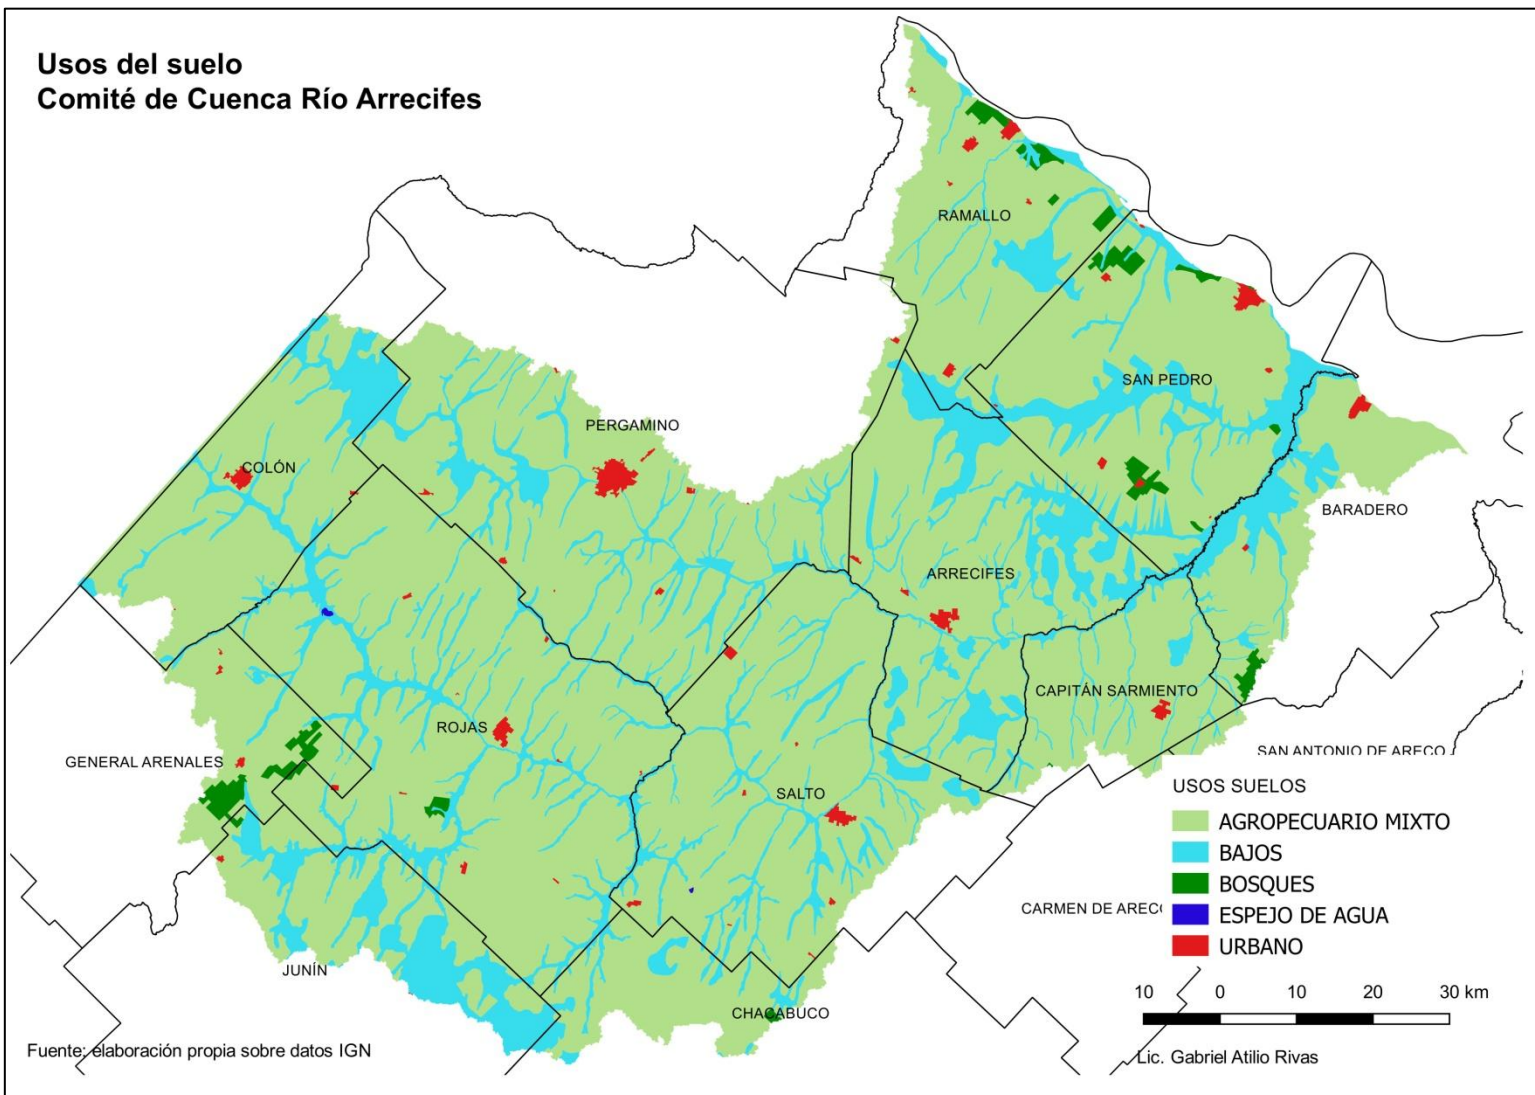 Usos del suelo
Comité de Cuenca Río Arrecifes
RAMALLO
SAN PEDRO
PERGAMINO
COLÓN
BARADERO
ARRECIFES
CAPITÁN SARMIENTO
ROJAS
SAN ANTONIO DE ARECO
GENERAL ARENALES
SALTO
USOS SUELOS
AGROPECUARIO MIXTO
BAJOS
BOSQUES
ESPEJO DE AGUA
URBANO
CARMEN DE AREC
JUNÍN
CHACABUCO
10 0 10 20 30 km
Fuente: elaboración propia sobre datos IGN
Lic. Gabriel Atilio Rivas